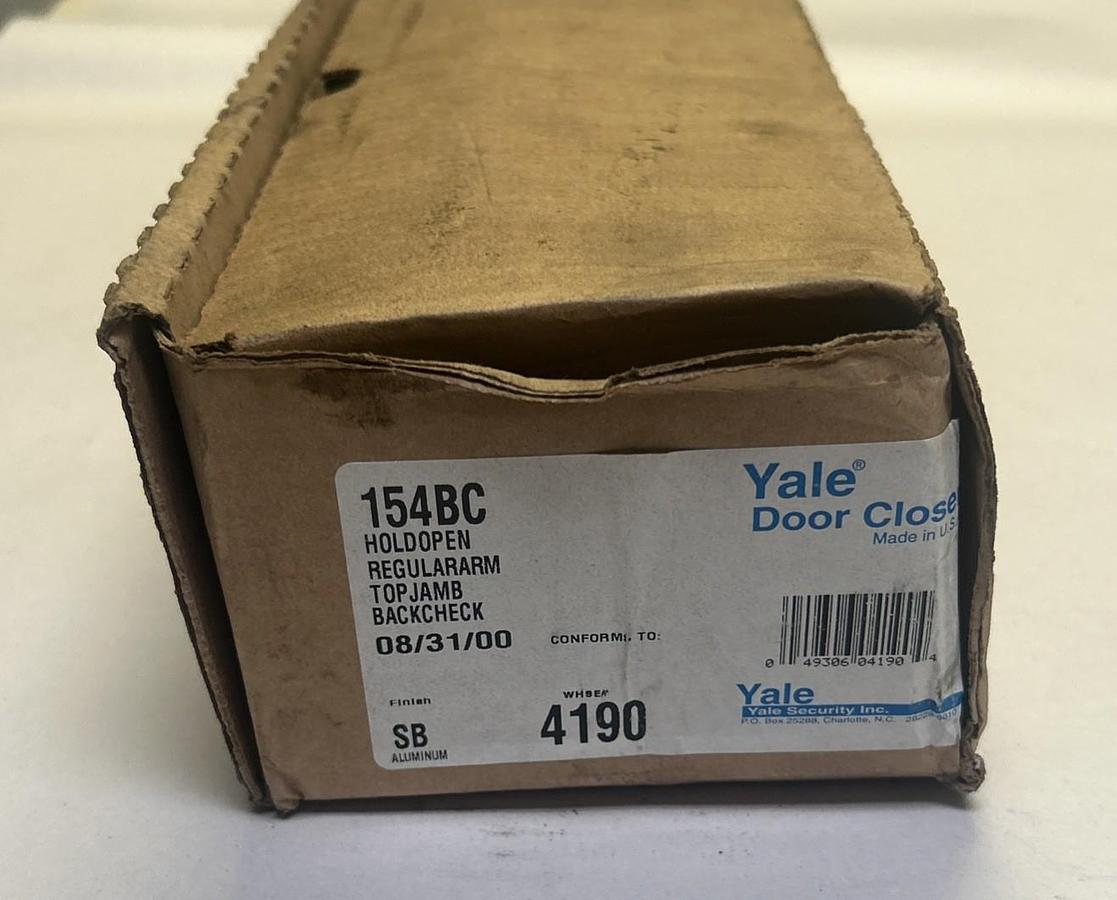 154BC
HOLDOPEN
REGULARARM
TOPJAMB
BACKCHECK
08/31/00
CONFORMS TO:
Finish
SB
ALUMINUM
WHSE#
4190
Yale®
Door Close
Made in U.S.
0 49306 04190 4
Yale
Yale Security Inc.
P.O. Box 25288, Charlotte, N.C.